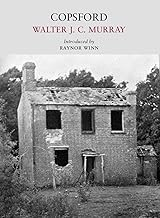 COPSFORD
WALTER J. C. MURRAY
Introduced by
RAYNOR WINN